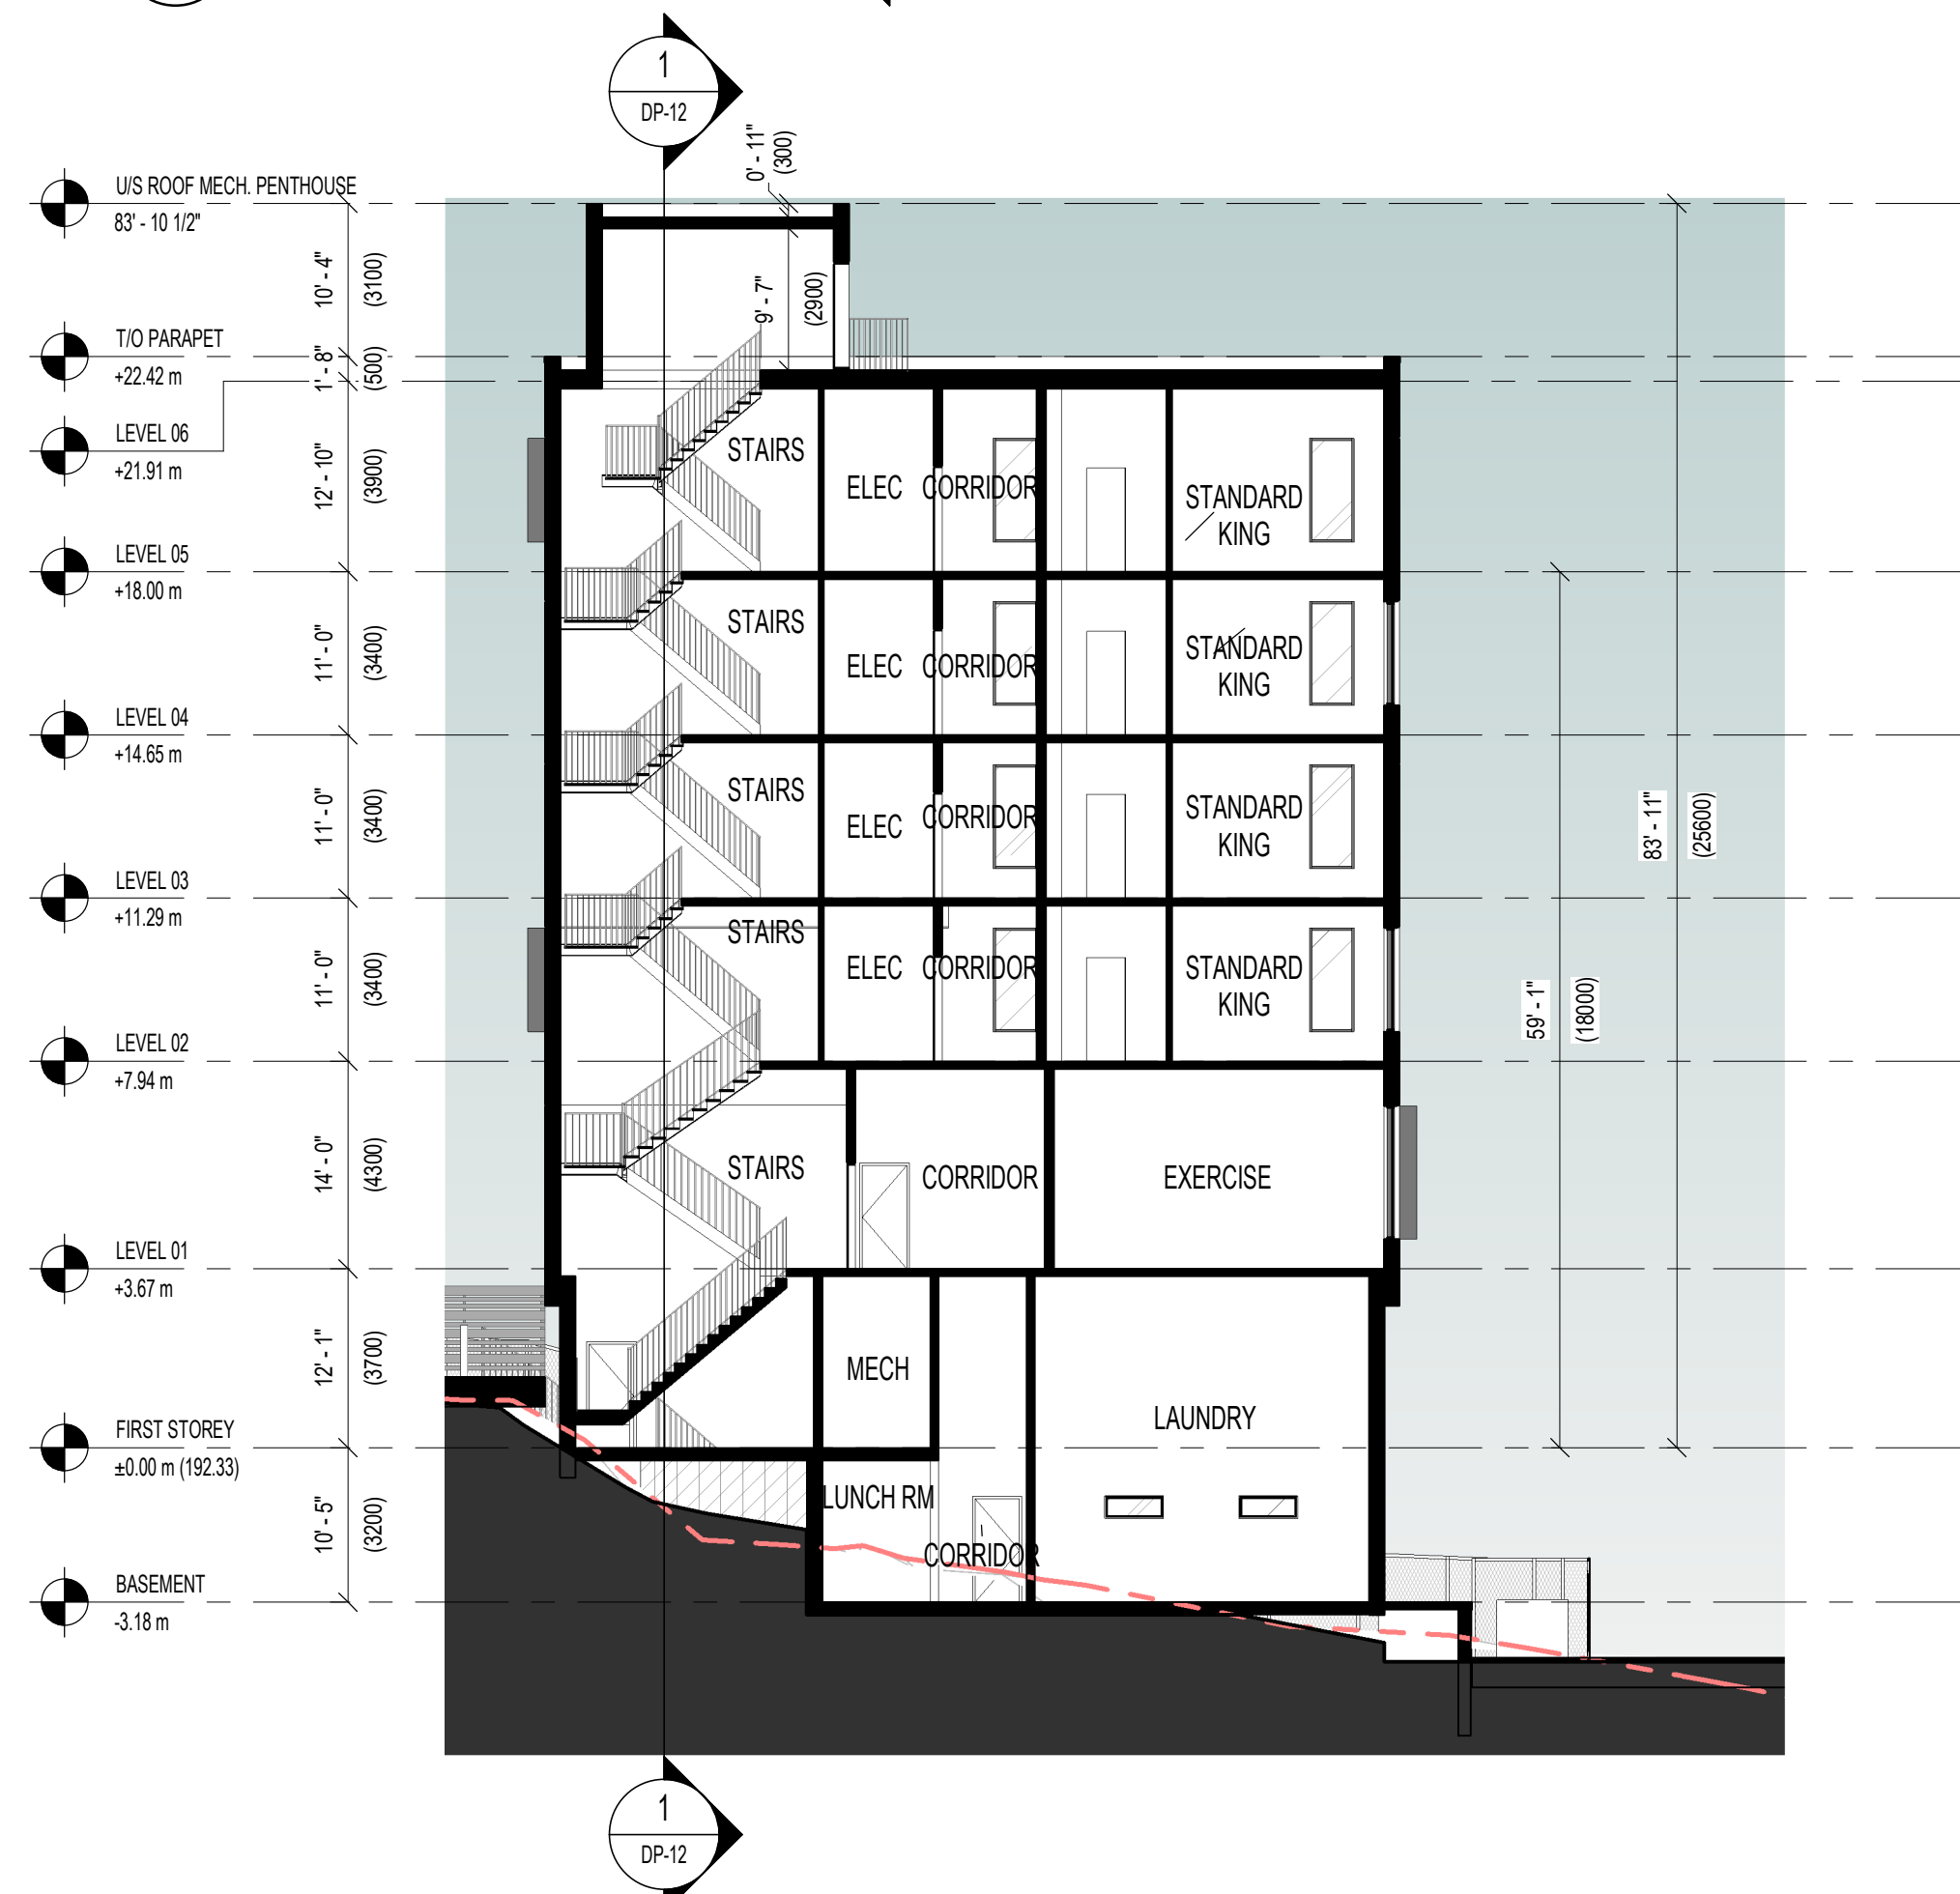 1
DP-12
0' - 11"
(300)
U/S ROOF MECH. PENTHOUSE
83' - 10 1/2"
10' - 4"
(3100)
9' - 7"
(2900)
T/O PARAPET
+22.42 m
1' - 8"
(500)
LEVEL 06
+21.91 m
12' - 10"
(3900)
STAIRS
ELEC
CORRIDOR
STANDARD
KING
LEVEL 05
+18.00 m
11' - 0"
(3400)
STAIRS
ELEC
CORRIDOR
STANDARD
KING
LEVEL 04
+14.65 m
11' - 0"
(3400)
STAIRS
ELEC
CORRIDOR
STANDARD
KING
83' - 11"
(25600)
LEVEL 03
+11.29 m
11' - 0"
(3400)
STAIRS
ELEC
CORRIDOR
STANDARD
KING
59' - 1"
(18000)
LEVEL 02
+7.94 m
14' - 0"
(4300)
STAIRS
CORRIDOR
EXERCISE
LEVEL 01
+3.67 m
12' - 1"
(3700)
MECH
LAUNDRY
FIRST STOREY
±0.00 m (192.33)
10' - 5"
(3200)
LUNCH RM
CORRIDOR
BASEMENT
-3.18 m
1
DP-12